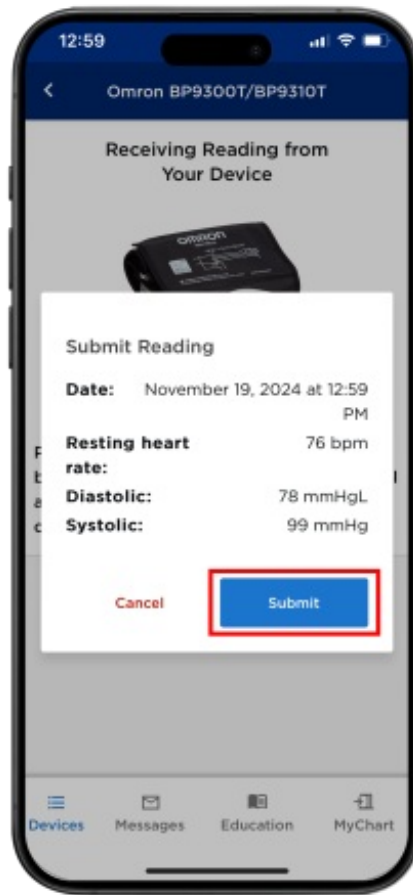 12:59
Omron BP9300T/BP9310T
Receiving Reading from
Your Device
OMRON
Submit Reading
Date: November 19, 2024 at 12:59
PM
Resting heart 76 bpm
rate:
Diastolic: 78 mmHgL
Systolic: 99 mmHg
Cancel Submit
Devices Messages Education MyChart